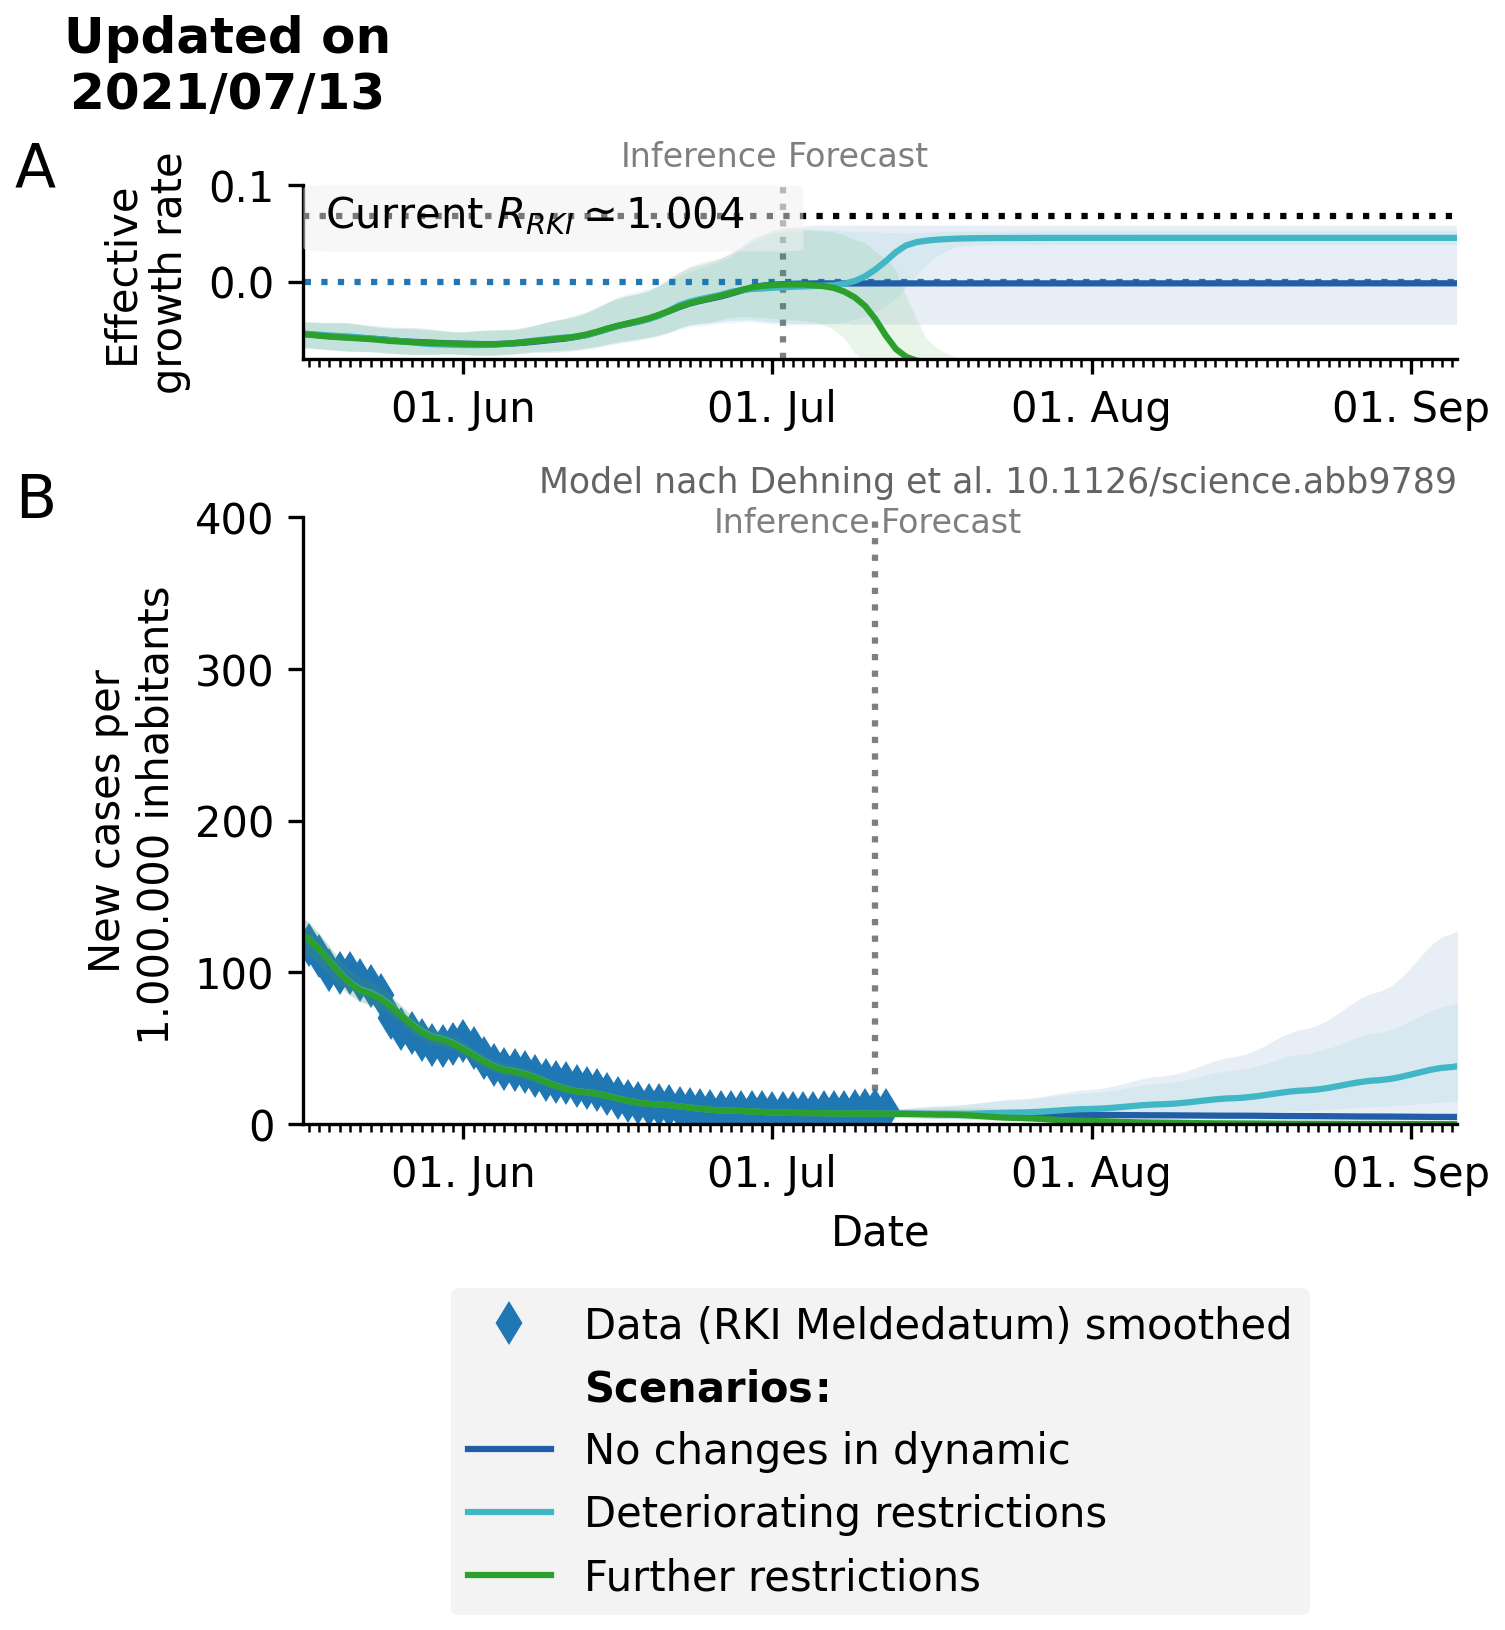 Updated on
2021/07/13
A
Inference Forecast
Effective
growth rate
0.1
0.0
Current R_RKI ≃ 1.004
01. Jun
01. Jul
01. Aug
01. Sep
B
Model nach Dehning et al. 10.1126/science.abb9789
Inference Forecast
New cases per
1.000.000 inhabitants
400
300
200
100
0
01. Jun
01. Jul
01. Aug
01. Sep
Date
Data (RKI Meldedatum) smoothed
Scenarios:
No changes in dynamic
Deteriorating restrictions
Further restrictions